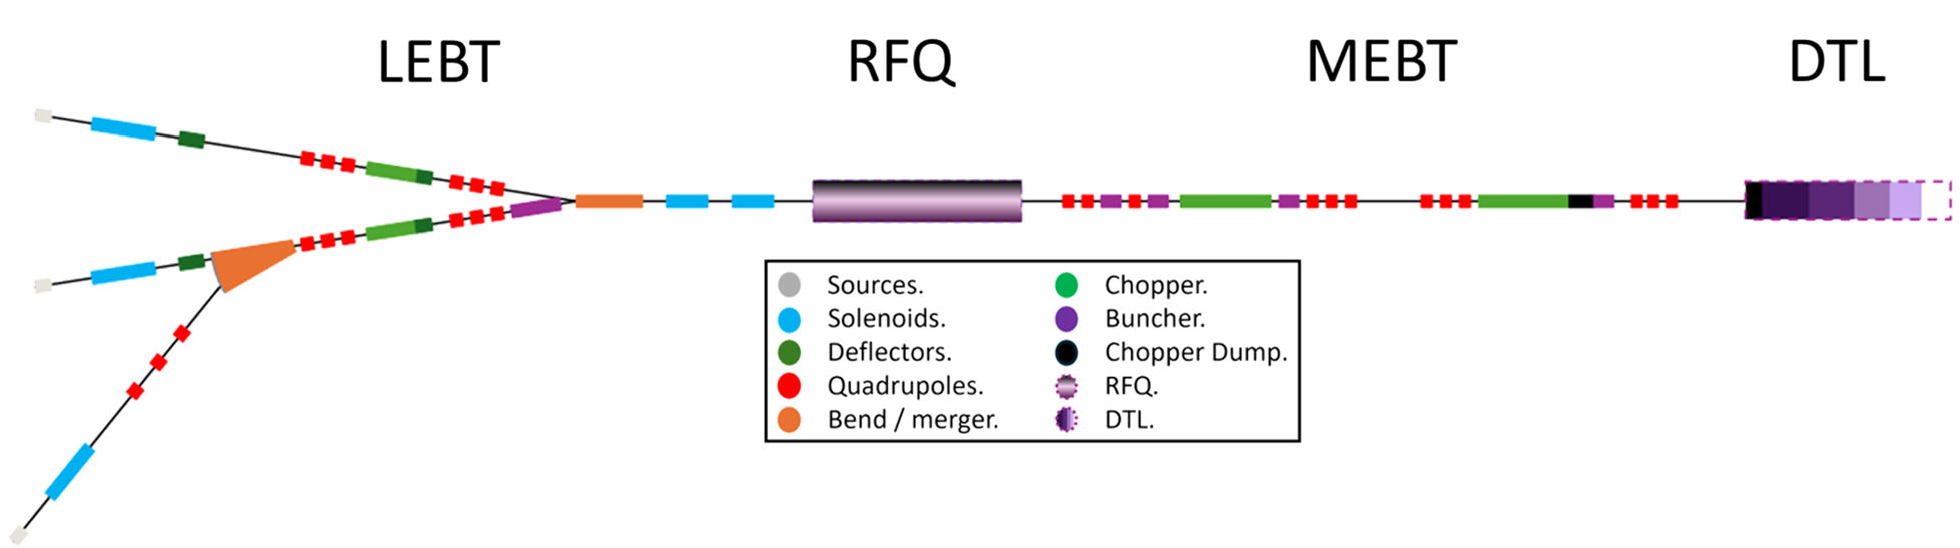 LEBT RFQ MEBT DTL
Sources.
Solenoids.
Deflectors.
Quadrupoles.
Bend / merger.
Chopper.
Buncher.
Chopper Dump.
RFQ.
DTL.